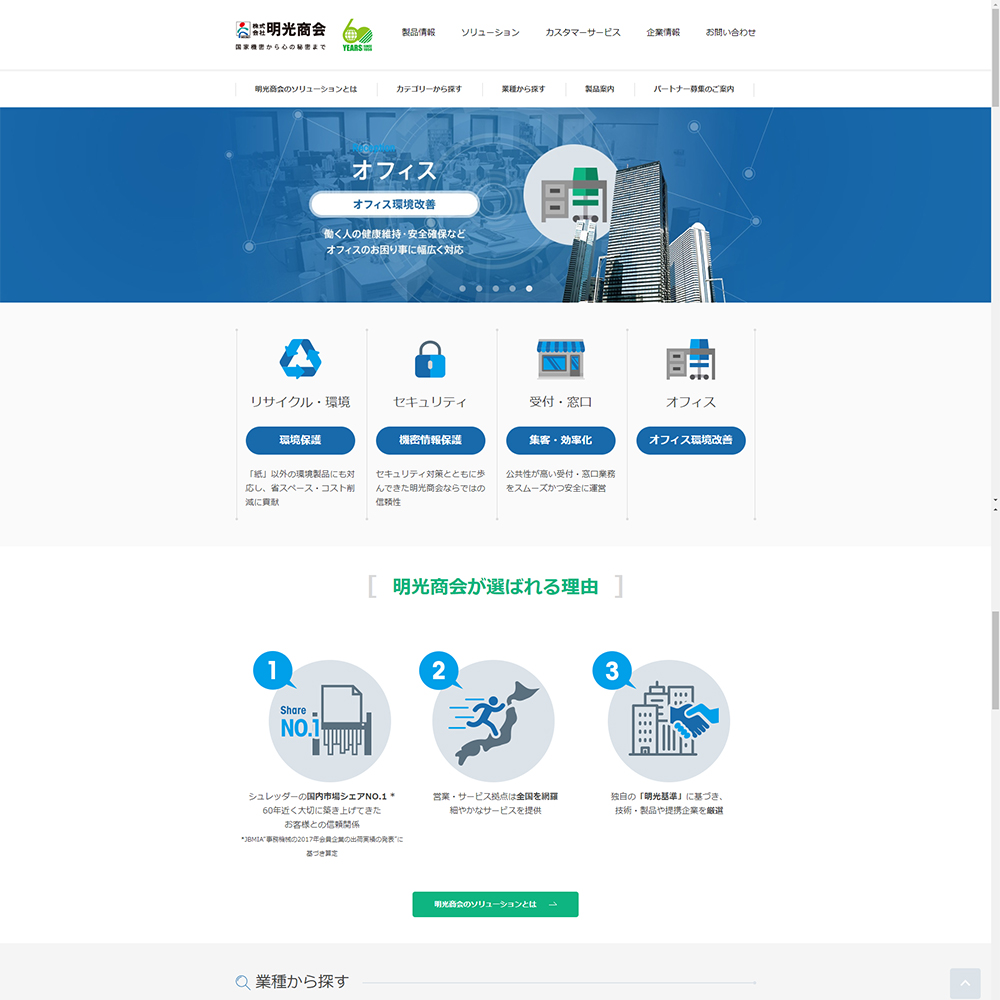 株式会社 明光商会
国家機密から心の秘密まで
60 YEARS
製品情報 ソリューション カスタマーサービス 企業情報 お問い合わせ
明光商会のソリューションとは カテゴリーから探す 業種から探す 製品案内 パートナー募集のご案内
オフィス
オフィス環境改善
働く人の健康維持・安全確保など
オフィスのお困り事に幅広く対応
リサイクル・環境 セキュリティ 受付・窓口 オフィス
環境保護 機密情報保護 集客・効率化 オフィス環境改善
「紙」以外の環境製品にも対
応し、省スペース・コスト削
減に貢献
セキュリティ対策とともに歩
んできた明光商会ならではの
信頼性
公共性が高い受付・窓口業務
をスムーズかつ安全に運営
[ 明光商会が選ばれる理由 ]
1 2 3
Share
NO.1
シュレッダーの国内市場シェアNO.1 *
60年近く大切に築き上げてきた
お客様との信頼関係
*JBMIA"事務機械の2017年会員企業の出荷実績の発表"に
基づき算定
営業・サービス拠点は全国を網羅
細やかなサービスを提供
独自の「明光基準」に基づき、
技術・製品や提携企業を厳選
明光商会のソリューションとは
業種から探す